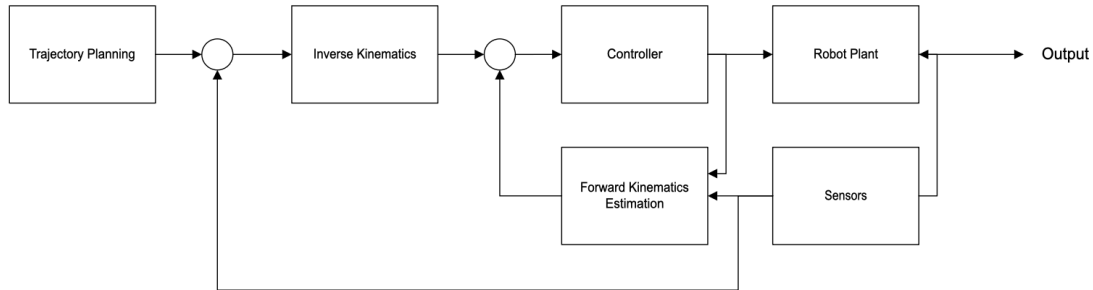 Trajectory Planning
Inverse Kinematics
Controller
Robot Plant
Output
Forward Kinematics
Estimation
Sensors